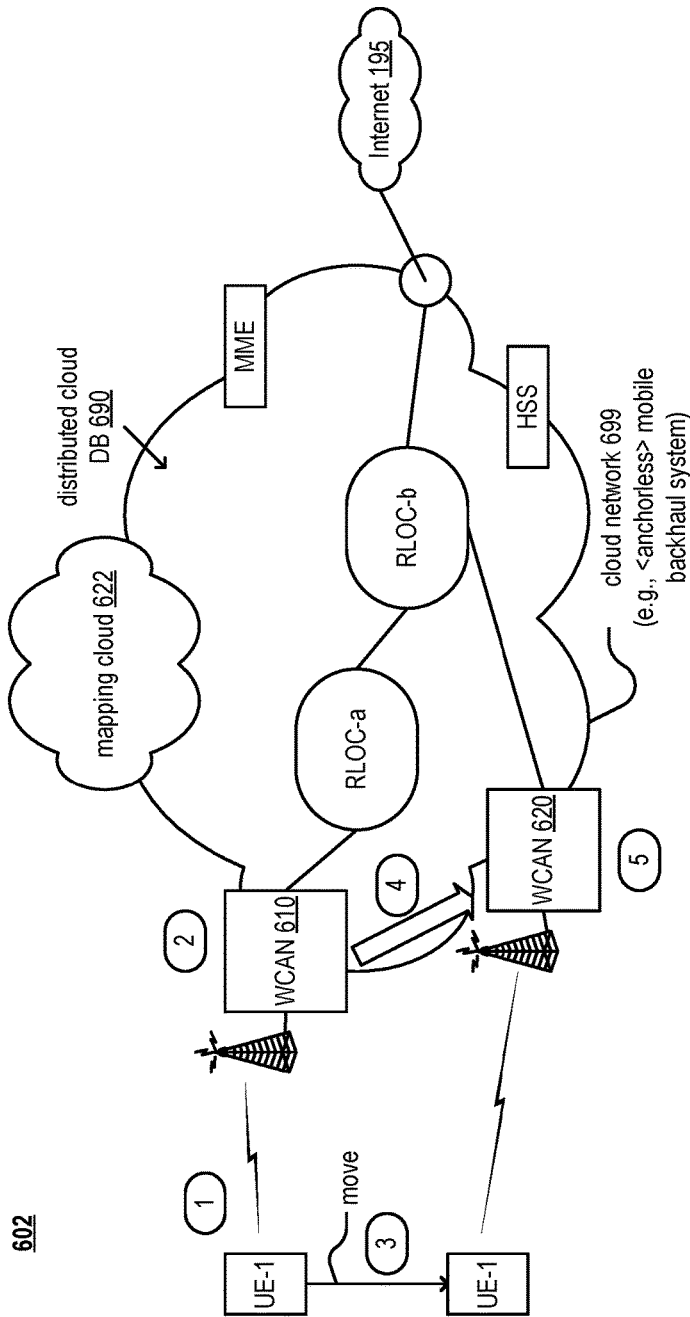 602
distributed cloud
DB 690
mapping cloud 622
MME
Internet 195
RLOC-a
RLOC-b
HSS
WCAN 610
WCAN 620
cloud network 699
(e.g., <anchorless> mobile
backhaul system)
1
2
3
4
5
UE-1
move
UE-1